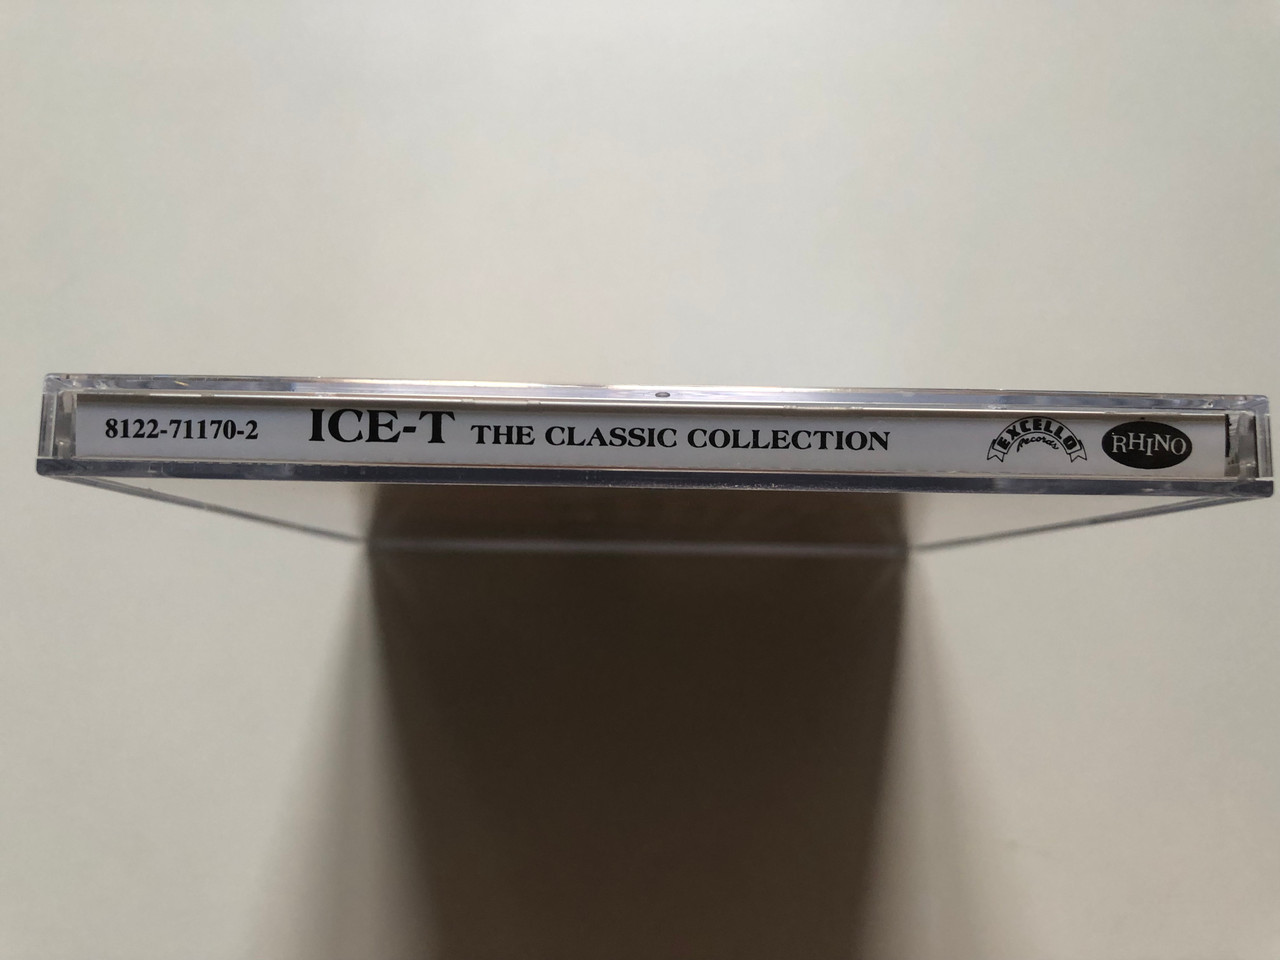 8122-71170-2 ICE-T THE CLASSIC COLLECTION EXCELLO Records RHINO